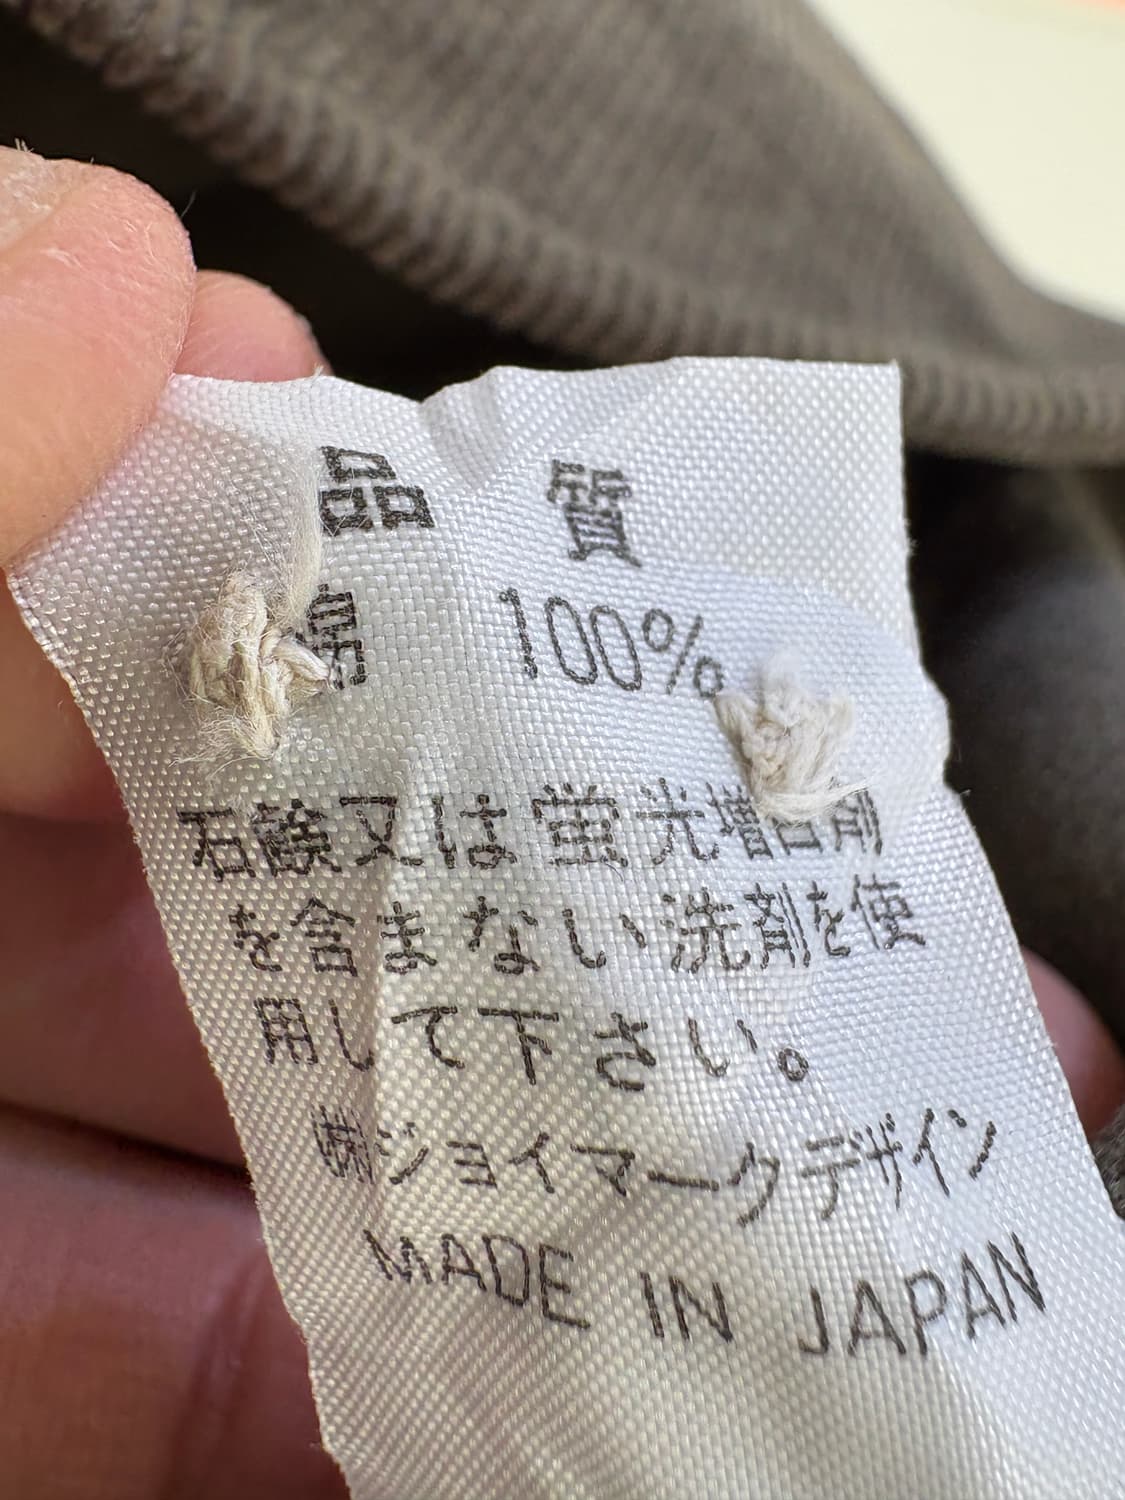 品 質
綿 100%
石鹸又は蛍光増白剤
を含まない洗剤を使
用して下さい。
㈱ジョイマークデザイン
MADE IN JAPAN